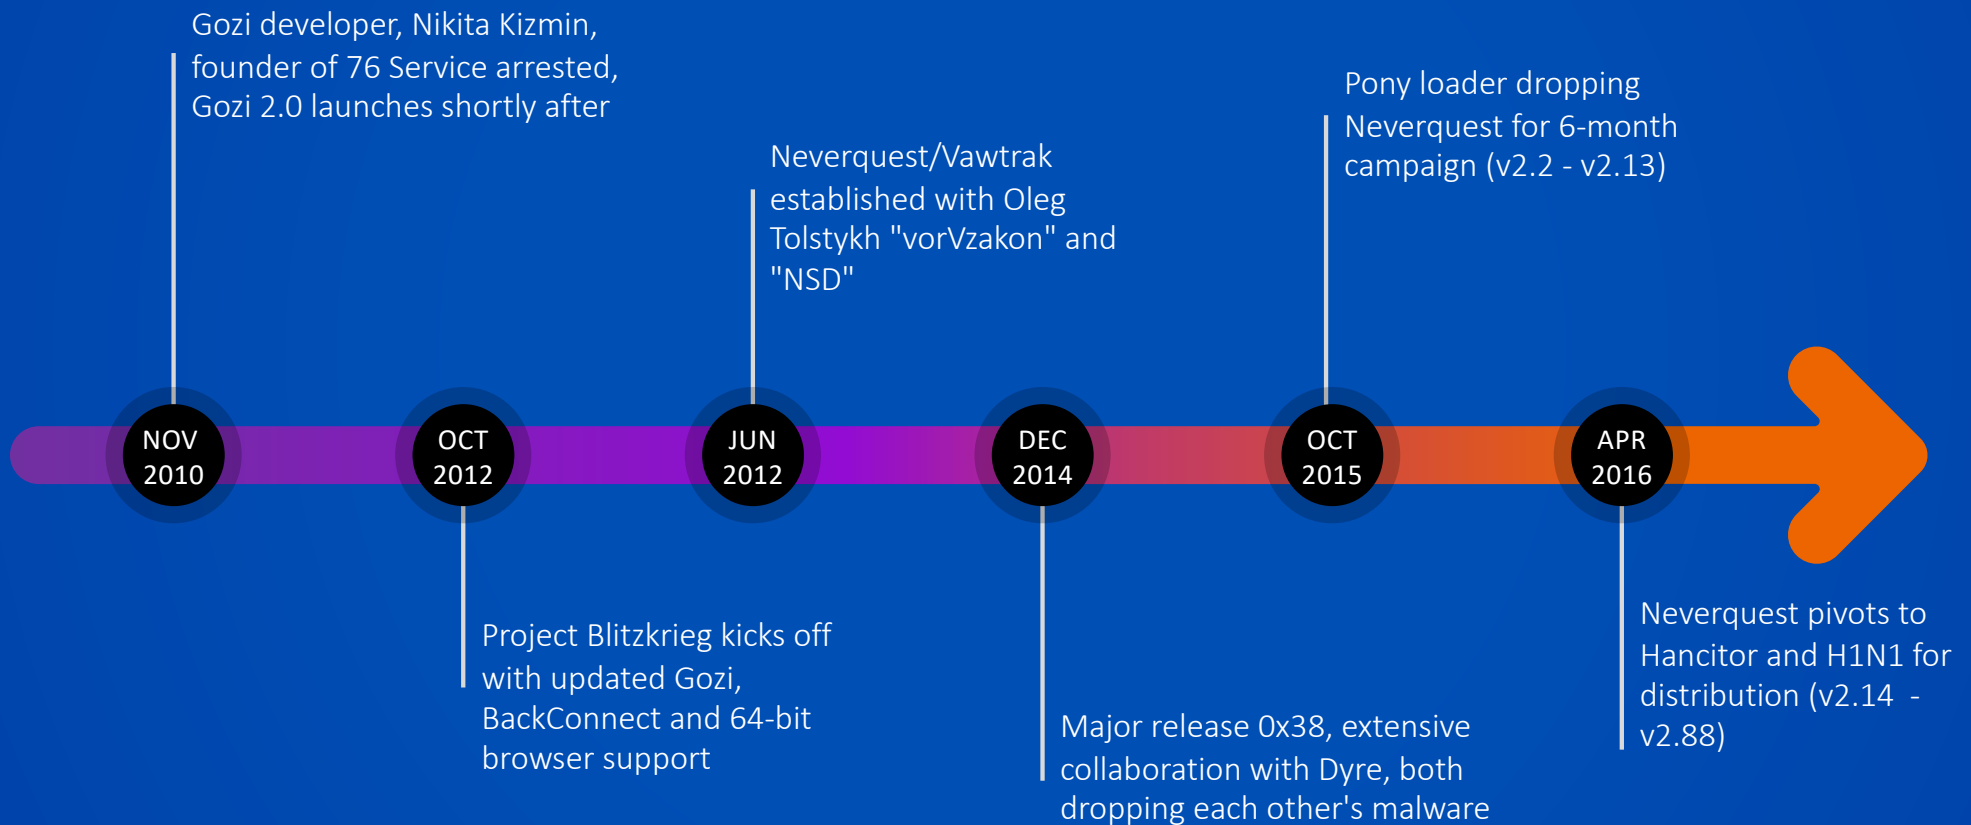 Gozi developer, Nikita Kizmin,
founder of 76 Service arrested,
Gozi 2.0 launches shortly after
Neverquest/Vawtrak
established with Oleg
Tolstykh "vorVzakon" and
"NSD"
Pony loader dropping
Neverquest for 6-month
campaign (v2.2 - v2.13)
NOV
2010
OCT
2012
JUN
2012
DEC
2014
OCT
2015
APR
2016
Project Blitzkrieg kicks off
with updated Gozi,
BackConnect and 64-bit
browser support
Major release 0x38, extensive
collaboration with Dyre, both
dropping each other's malware
Neverquest pivots to
Hancitor and H1N1 for
distribution (v2.14 -
v2.88)